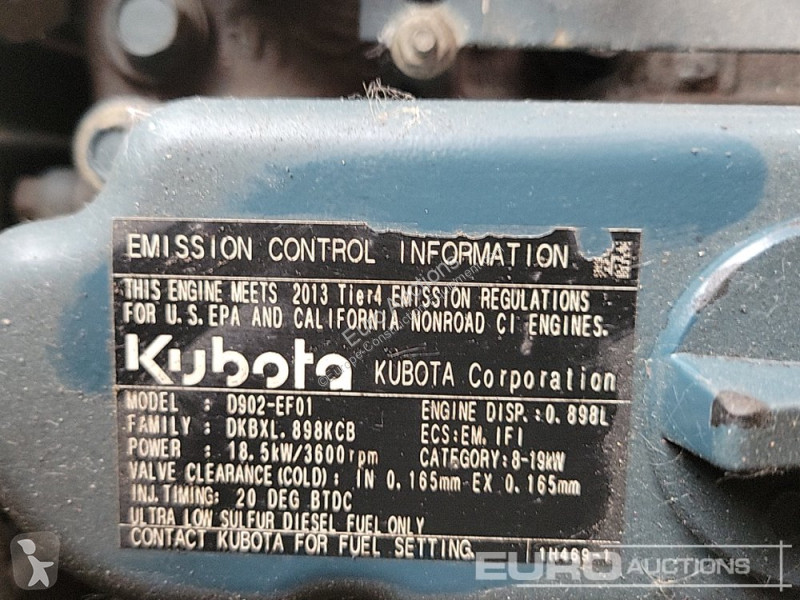 EMISSION CONTROL INFORMATION
THIS ENGINE MEETS 2013 Tier4 EMISSION REGULATIONS
FOR U.S.EPA AND CALIFORNIA NONROAD CI ENGINES.
Kubota KUBOTA Corporation
MODEL : D902-EF01 ENGINE DISP.:0.898L
FAMILY : DKBXL.898KCB ECS:EM.IFI
POWER : 18.5kW/3600rpm CATEGORY:8-19kW
VALVE CLEARANCE(COLD): IN 0.165mm EX 0.165mm
INJ.TIMING: 20 DEG BTDC
ULTRA LOW SULFUR DIESEL FUEL ONLY
CONTACT KUBOTA FOR FUEL SETTING. 1H469-1
EUROAUCTIONS